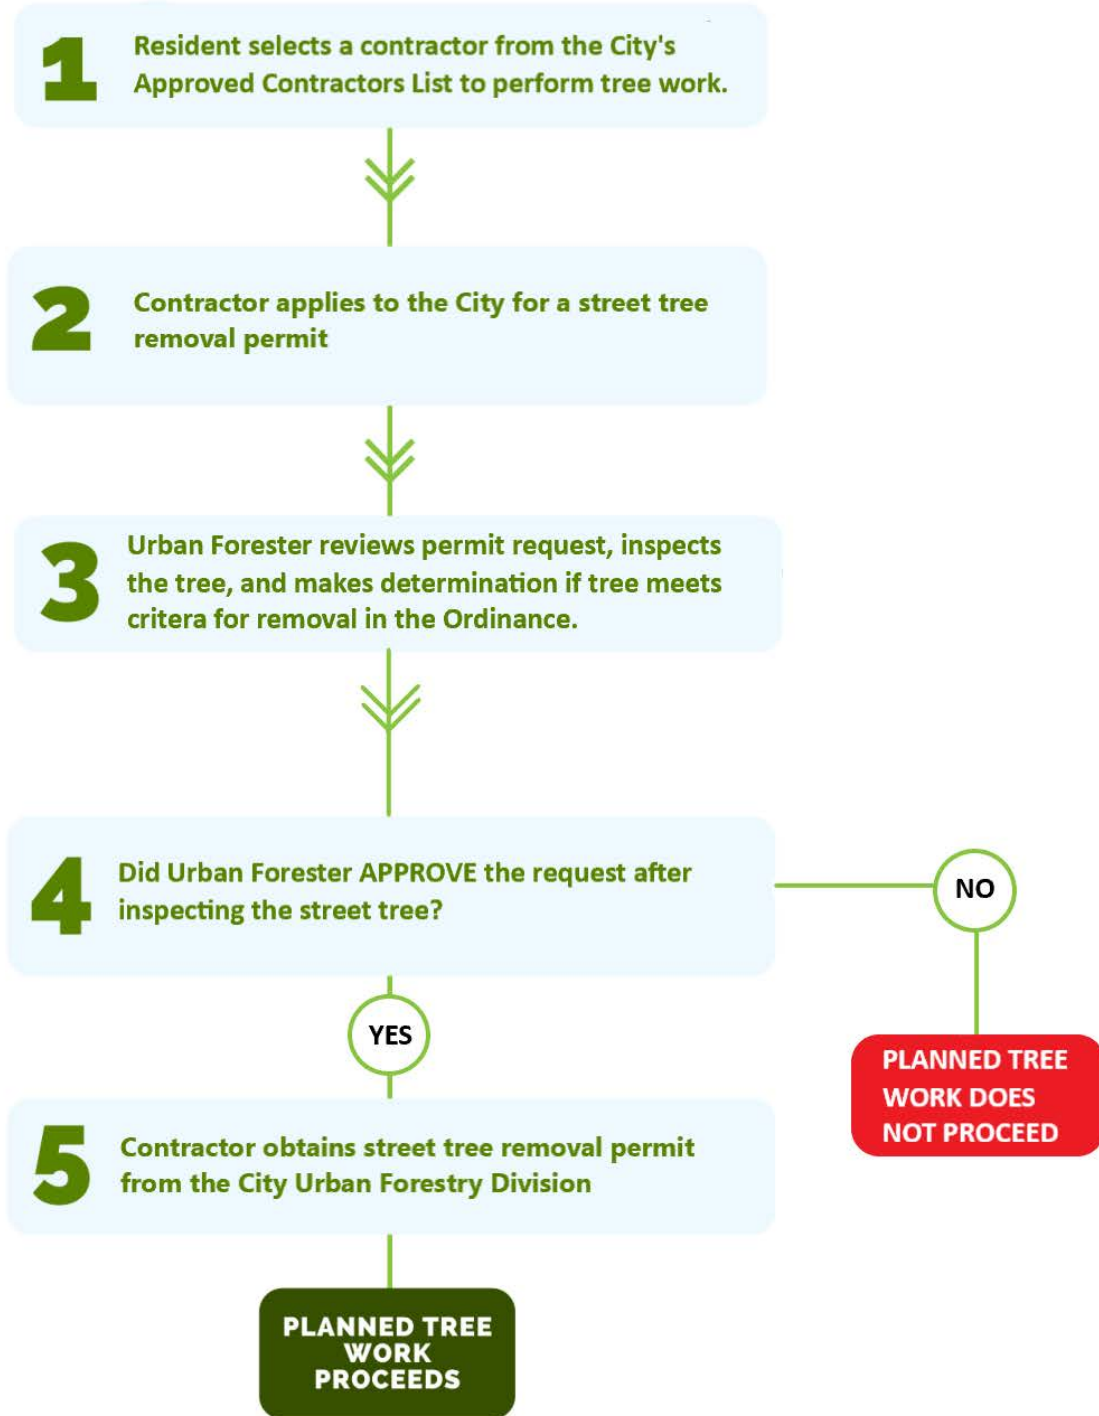 1
Resident selects a contractor from the City's
Approved Contractors List to perform tree work.
2
Contractor applies to the City for a street tree
removal permit
3
Urban Forester reviews permit request, inspects
the tree, and makes determination if tree meets
critera for removal in the Ordinance.
4
Did Urban Forester APPROVE the request after
inspecting the street tree?
NO
YES
PLANNED TREE
WORK DOES
NOT PROCEED
5
Contractor obtains street tree removal permit
from the City Urban Forestry Division
PLANNED TREE
WORK
PROCEEDS